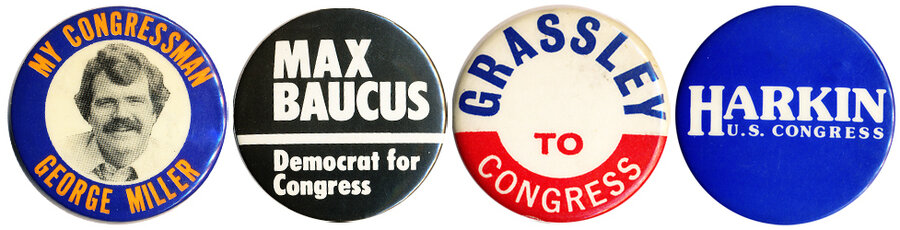 MY CONGRESSMAN
GEORGE MILLER
MAX
BAUCUS
Democrat for
Congress
GRASSLEY
TO
CONGRESS
HARKIN
U.S. CONGRESS